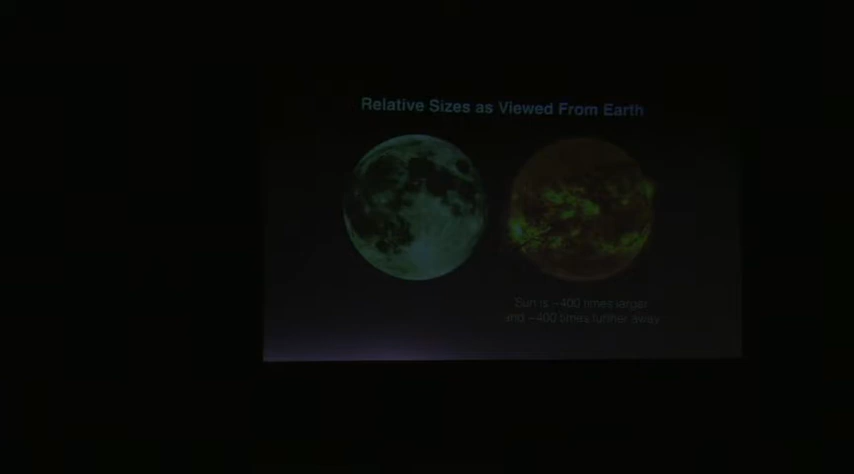 Relative Sizes as Viewed From Earth
Sun is ~400 times larger
and ~400 times further away